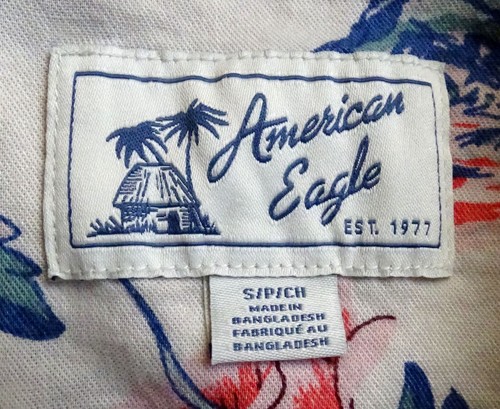 American
Eagle
EST. 1977
S/P/CH
MADE IN
BANGLADESH
FABRIQUÉ AU
BANGLADESH